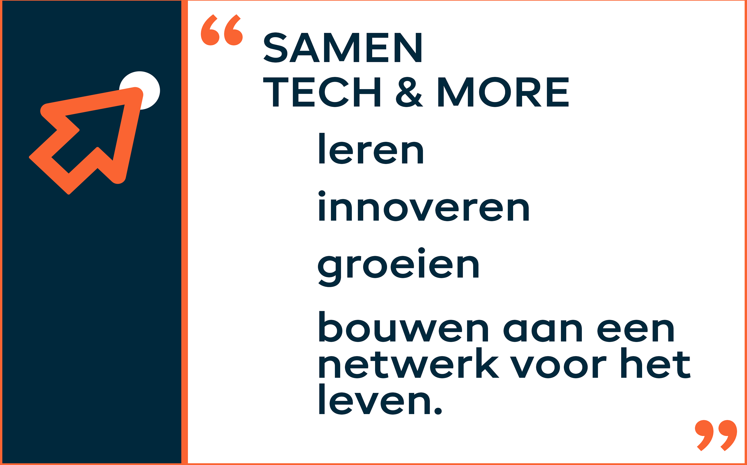 “
SAMEN
TECH & MORE
leren
innoveren
groeien
bouwen aan een
netwerk voor het
leven.
”